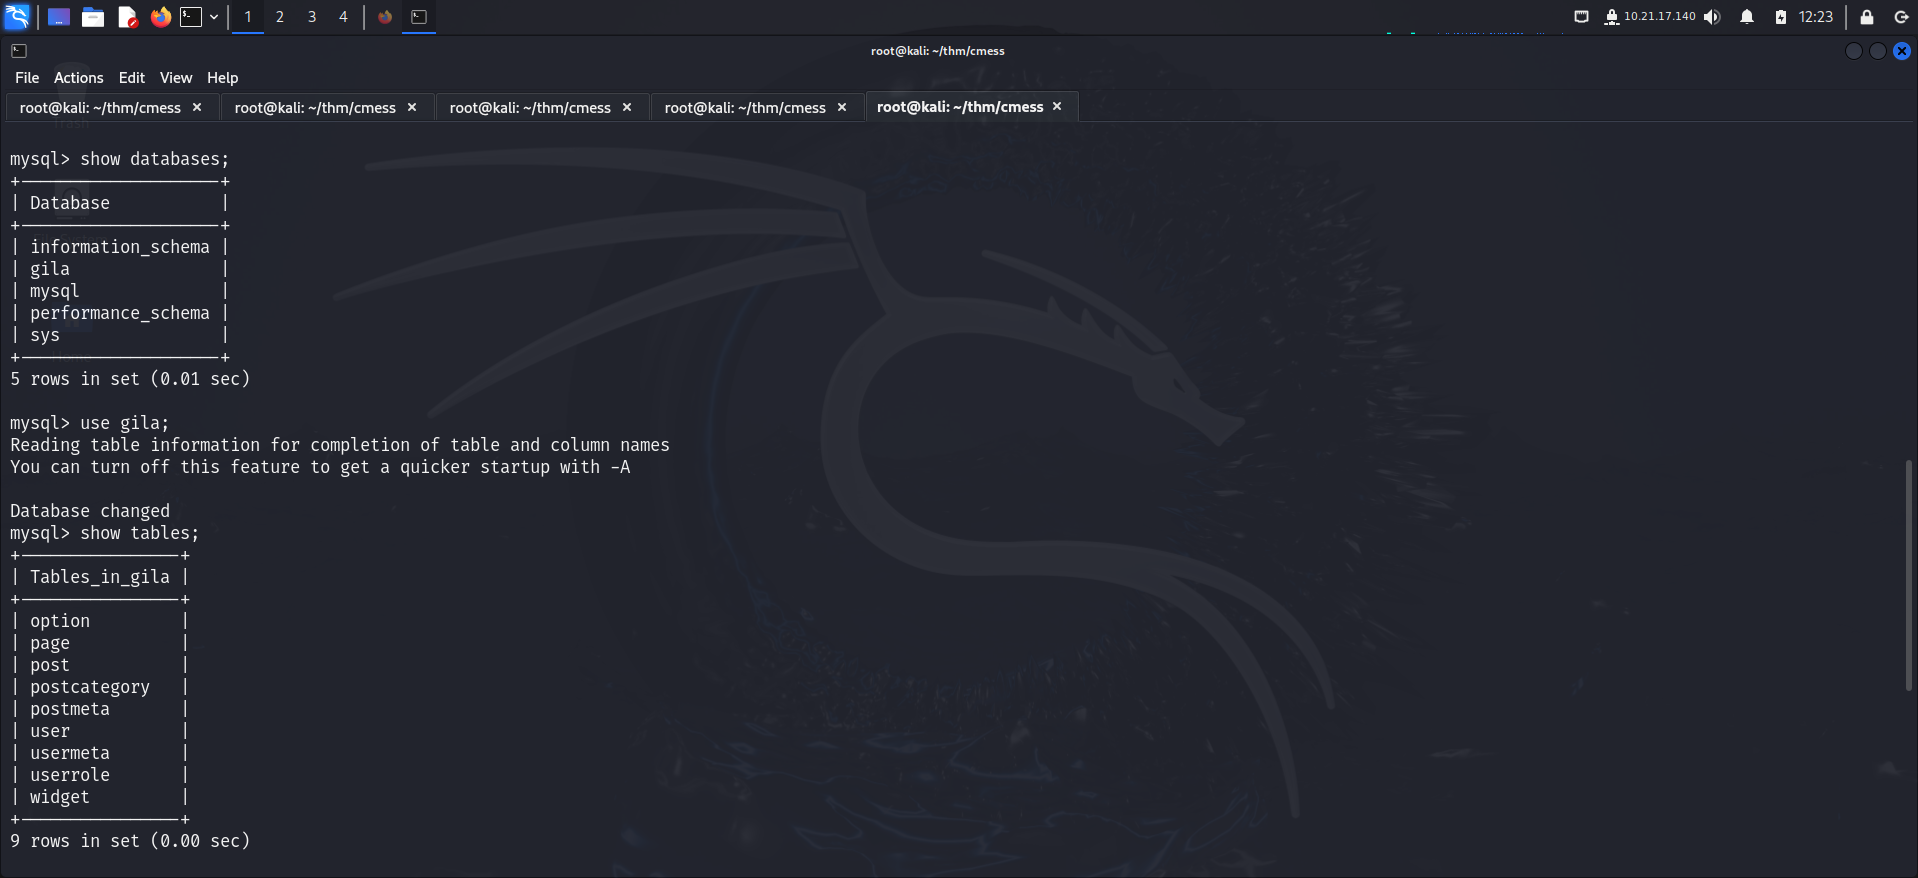 1 2 3 4 10.21.17.140 12:23
root@kali: ~/thm/cmess
File Actions Edit View Help
root@kali: ~/thm/cmess × root@kali: ~/thm/cmess × root@kali: ~/thm/cmess × root@kali: ~/thm/cmess × root@kali: ~/thm/cmess ×
mysql> show databases;
+--------------------+
| Database           |
+--------------------+
| information_schema |
| gila               |
| mysql              |
| performance_schema |
| sys                |
+--------------------+
5 rows in set (0.01 sec)
mysql> use gila;
Reading table information for completion of table and column names
You can turn off this feature to get a quicker startup with -A
Database changed
mysql> show tables;
+----------------+
| Tables_in_gila |
+----------------+
| option         |
| page           |
| post           |
| postcategory   |
| postmeta       |
| user           |
| usermeta       |
| userrole       |
| widget         |
+----------------+
9 rows in set (0.00 sec)
Trash
Home